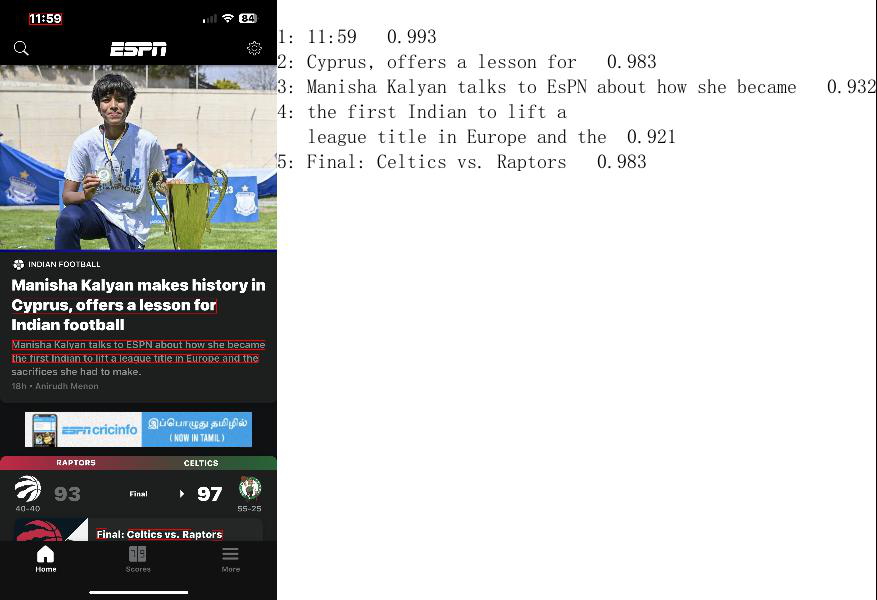 11:59
84
ESPN
INDIAN FOOTBALL
Manisha Kalyan makes history in
Cyprus, offers a lesson for
Indian football
Manisha Kalyan talks to ESPN about how she became
the first Indian to lift a league title in Europe and the
sacrifices she had to make.
18h • Anirudh Menon
ESPN cricinfo
இப்பொழுது தமிழில்
( NOW IN TAMIL )
RAPTORS CELTICS
93 Final 97
40-40 55-25
Final: Celtics vs. Raptors
Home Scores More
1: 11:59 0.993
2: Cyprus, offers a lesson for 0.983
3: Manisha Kalyan talks to EsPN about how she became 0.932
4: the first Indian to lift a
league title in Europe and the 0.921
5: Final: Celtics vs. Raptors 0.983